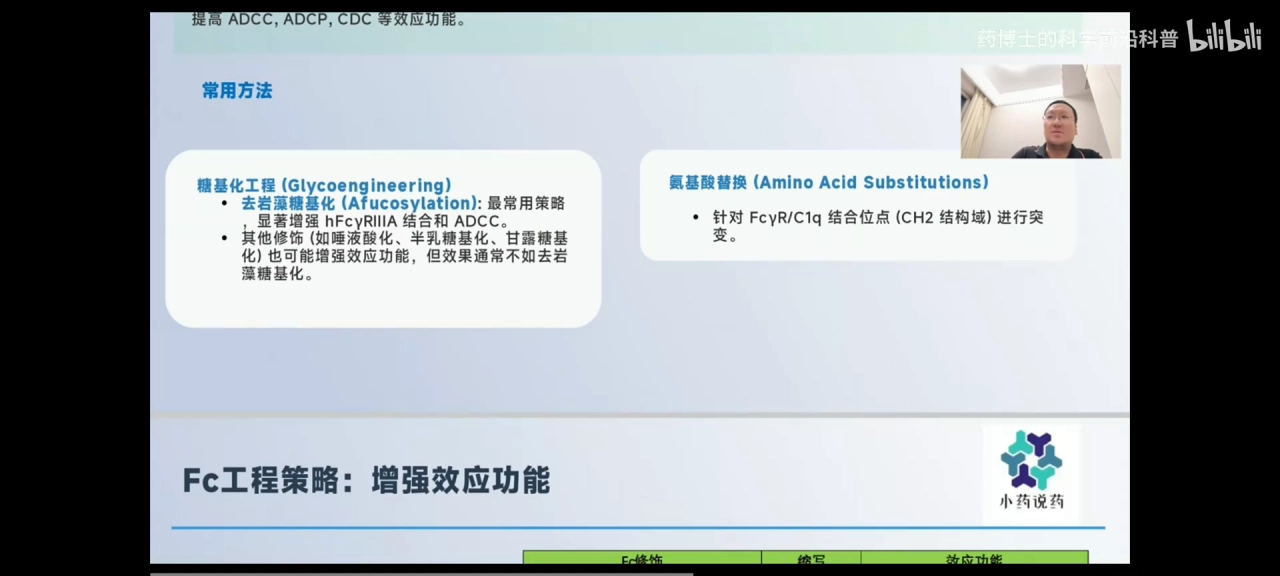 提高 ADCC, ADCP, CDC 等效应功能。
药博士的科学前沿科普 bilibili
常用方法
糖基化工程 (Glycoengineering)
• 去岩藻糖基化 (Afucosylation): 最常用策略
，显著增强 hFcγRIIIA 结合和 ADCC。
• 其他修饰 (如唾液酸化、半乳糖基化、甘露糖基
化) 也可能增强效应功能，但效果通常不如去岩
藻糖基化。
氨基酸替换 (Amino Acid Substitutions)
• 针对 FcγR/C1q 结合位点 (CH2 结构域) 进行突
变。
Fc工程策略：增强效应功能
小药说药
Fc修饰 缩写 效应功能